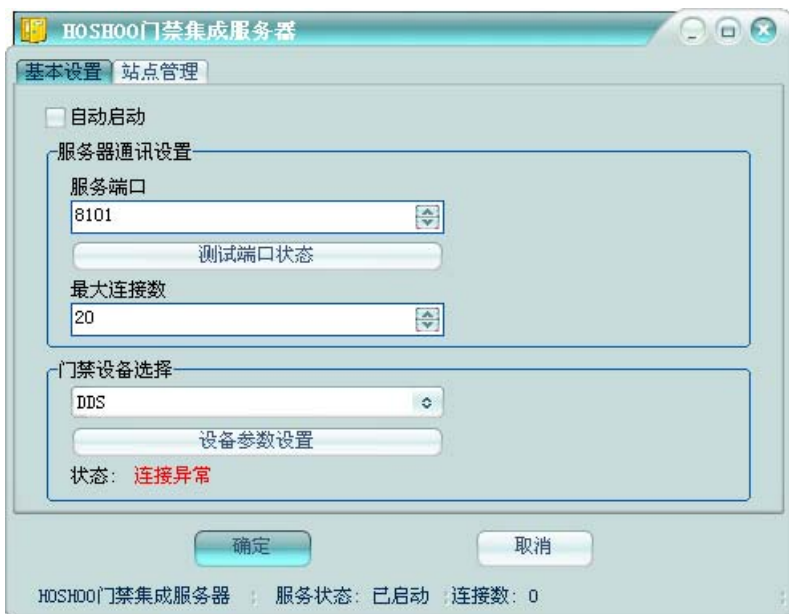 HOSHOO门禁集成服务器
基本设置 站点管理
自动启动
服务器通讯设置
服务端口
8101
测试端口状态
最大连接数
20
门禁设备选择
DDS
设备参数设置
状态: 连接异常
确定 取消
HOSHOO门禁集成服务器 服务状态: 已启动 连接数: 0